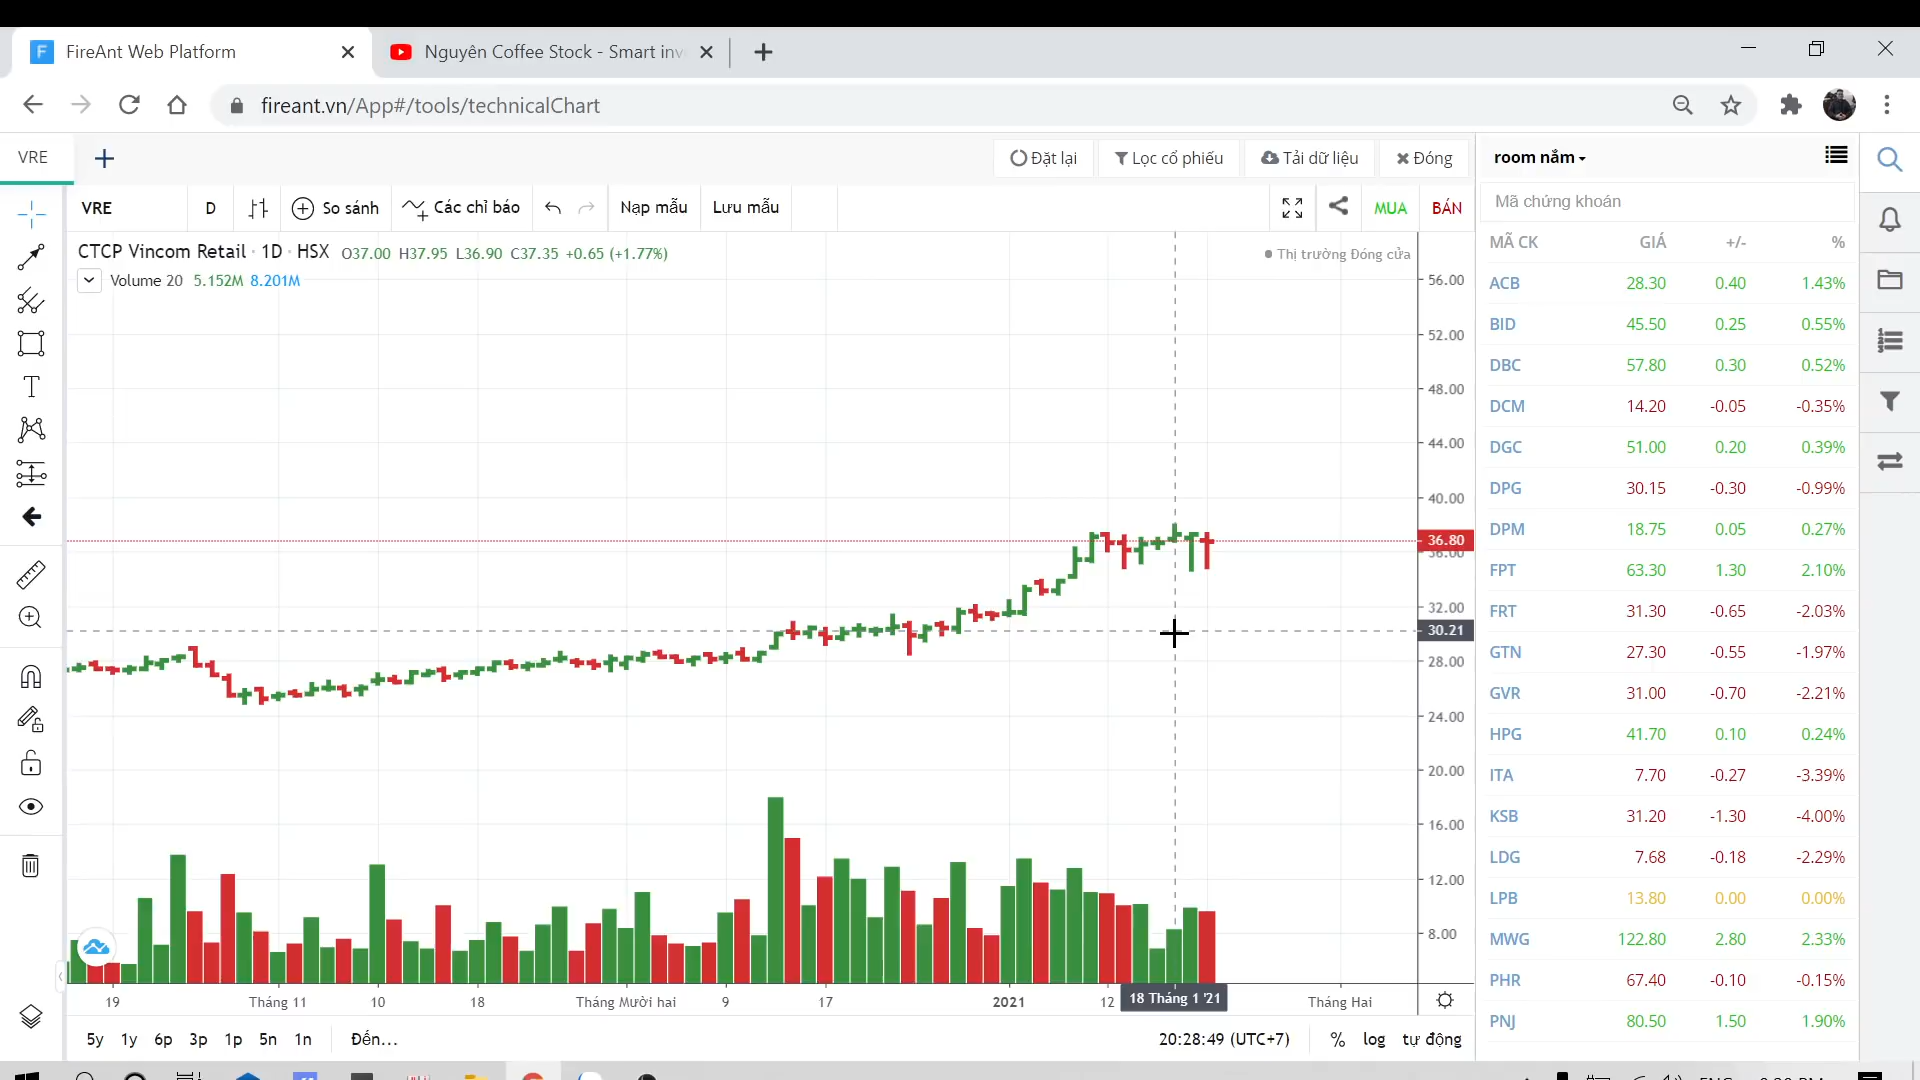 FireAnt Web Platform
Nguyên Coffee Stock - Smart inv
fireant.vn/App#/tools/technicalChart
VRE
Đặt lại
Lọc cổ phiếu
Tải dữ liệu
Đóng
room nắm
VRE
D
So sánh
Các chỉ báo
Nạp mẫu
Lưu mẫu
MUA
BÁN
Mã chứng khoán
CTCP Vincom Retail · 1D · HSX O37.00 H37.95 L36.90 C37.35 +0.65 (+1.77%)
Thị trường Đóng cửa
Volume 20 5.152M 8.201M
MÃ CK GIÁ +/- %
ACB 28.30 0.40 1.43%
BID 45.50 0.25 0.55%
DBC 57.80 0.30 0.52%
DCM 14.20 -0.05 -0.35%
DGC 51.00 0.20 0.39%
DPG 30.15 -0.30 -0.99%
DPM 18.75 0.05 0.27%
FPT 63.30 1.30 2.10%
FRT 31.30 -0.65 -2.03%
GTN 27.30 -0.55 -1.97%
GVR 31.00 -0.70 -2.21%
HPG 41.70 0.10 0.24%
ITA 7.70 -0.27 -3.39%
KSB 31.20 -1.30 -4.00%
LDG 7.68 -0.18 -2.29%
LPB 13.80 0.00 0.00%
MWG 122.80 2.80 2.33%
PHR 67.40 -0.10 -0.15%
PNJ 80.50 1.50 1.90%
56.00
52.00
48.00
44.00
40.00
36.80
36.00
32.00
30.21
28.00
24.00
20.00
16.00
12.00
8.00
19 Tháng 11 10 18 Tháng Mười hai 9 17 2021 12 18 Tháng 1 '21 Tháng Hai
5y 1y 6p 3p 1p 5n 1n Đến...
20:28:49 (UTC+7) % log tự động